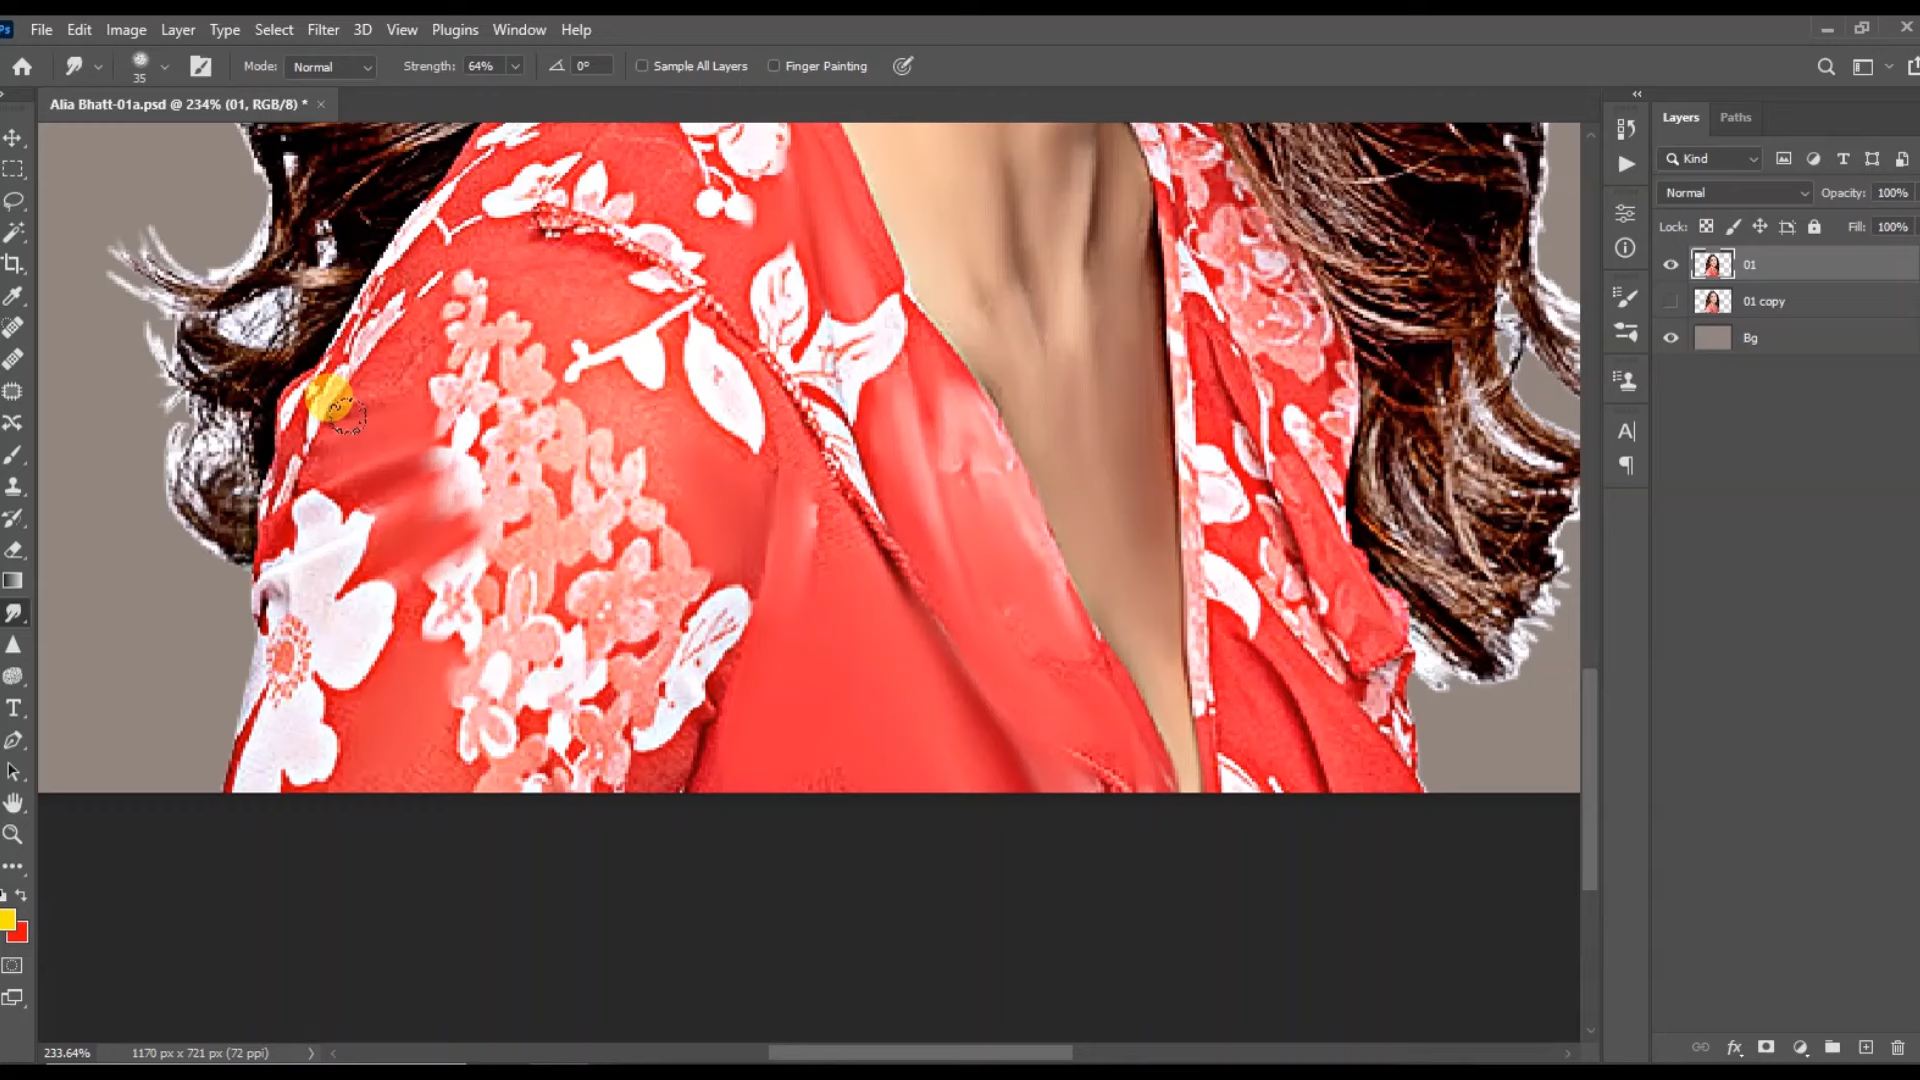 Ps File Edit Image Layer Type Select Filter 3D View Plugins Window Help
35 Mode: Normal Strength: 64% 0° Sample All Layers Finger Painting
Alia Bhatt-01a.psd @ 234% (01, RGB/8) * ×
Layers Paths
Kind
Normal Opacity: 100%
Lock: Fill: 100%
01
01 copy
Bg
233.64% 1170 px x 721 px (72 ppi)